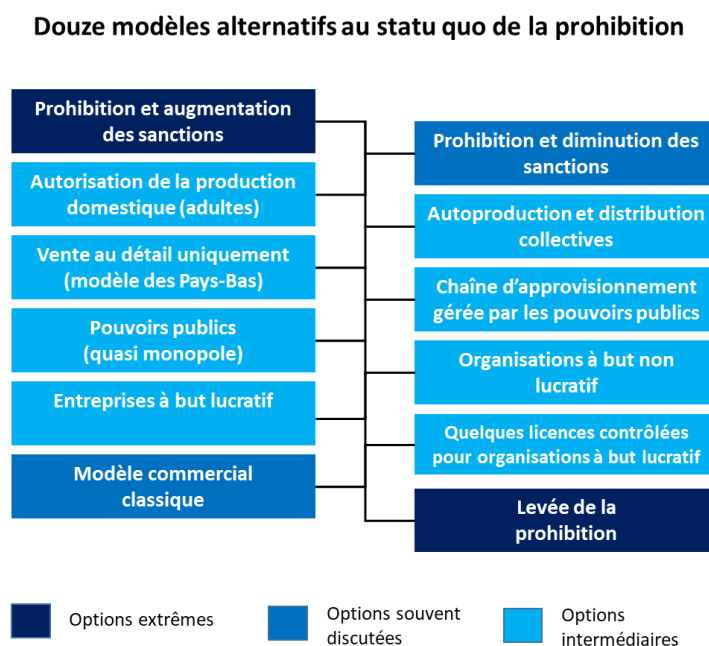 Douze modèles alternatifs au statu quo de la prohibition
Prohibition et augmentation
des sanctions
Prohibition et diminution des
sanctions
Autorisation de la production
domestique (adultes)
Autoproduction et distribution
collectives
Vente au détail uniquement
(modèle des Pays-Bas)
Chaîne d’approvisionnement
gérée par les pouvoirs publics
Pouvoirs publics
(quasi monopole)
Organisations à but non
lucratif
Entreprises à but lucratif
Quelques licences contrôlées
pour organisations à but lucratif
Modèle commercial
classique
Levée de la
prohibition
Options extrêmes
Options souvent
discutées
Options
intermédiaires